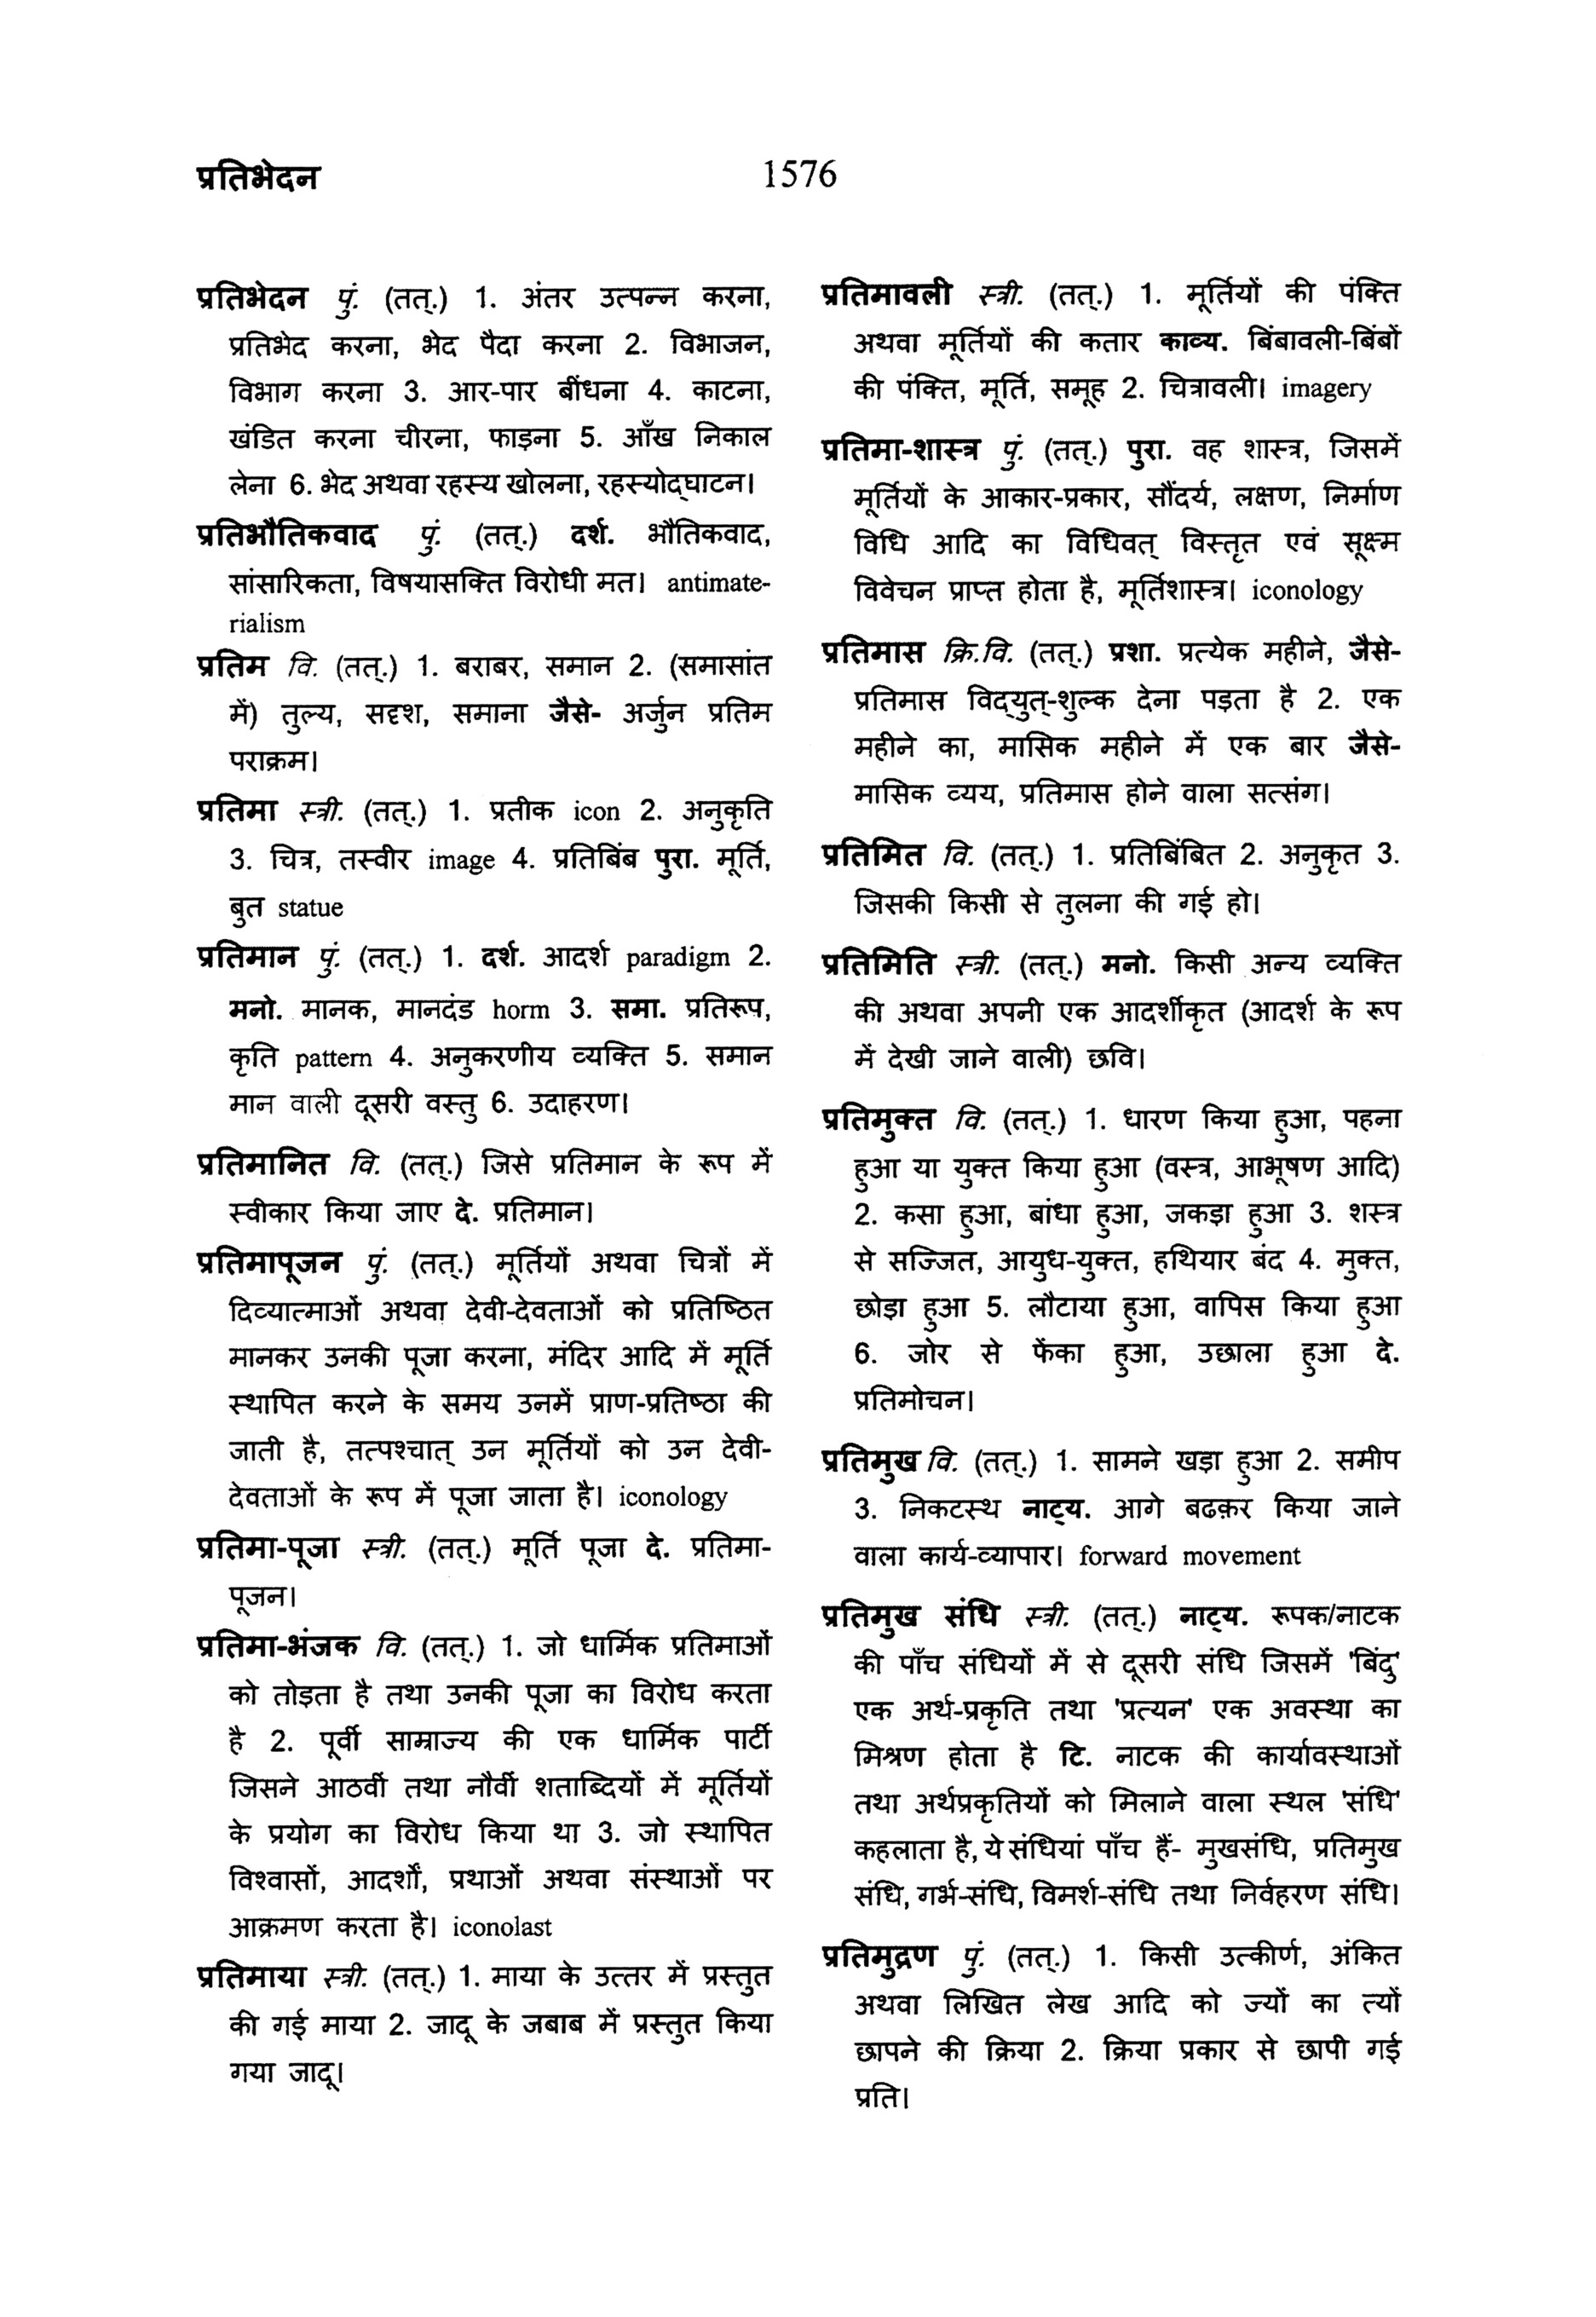 प्रतिभेदन
1576
प्रतिभेदन पुं. (तत्.) 1. अंतर उत्पन्न करना,
प्रतिभेद करना, भेद पैदा करना 2. विभाजन,
विभाग करना 3. आर-पार बींधना 4. काटना,
खंडित करना चीरना, फाड़ना 5. आँख निकाल
लेना 6. भेद अथवा रहस्य खोलना, रहस्योद्घाटन।
प्रतिभौतिकवाद पुं. (तत्.) दर्श. भौतिकवाद,
सांसारिकता, विषयासक्ति विरोधी मत। antimate-
rialism
प्रतिम वि. (तत्.) 1. बराबर, समान 2. (समासांत
में) तुल्य, सदृश, समाना जैसे- अर्जुन प्रतिम
पराक्रम।
प्रतिमा स्त्री. (तत्.) 1. प्रतीक icon 2. अनुकृति
3. चित्र, तस्वीर image 4. प्रतिबिंब पुरा. मूर्ति,
बुत statue
प्रतिमान पुं. (तत्.) 1. दर्श. आदर्श paradigm 2.
मनो. मानक, मानदंड horm 3. समा. प्रतिरूप,
कृति pattern 4. अनुकरणीय व्यक्ति 5. समान
मान वाली दूसरी वस्तु 6. उदाहरण।
प्रतिमानित वि. (तत्.) जिसे प्रतिमान के रूप में
स्वीकार किया जाए दे. प्रतिमान।
प्रतिमापूजन पुं. (तत्.) मूर्तियों अथवा चित्रों में
दिव्यात्माओं अथवा देवी-देवताओं को प्रतिष्ठित
मानकर उनकी पूजा करना, मंदिर आदि में मूर्ति
स्थापित करने के समय उनमें प्राण-प्रतिष्ठा की
जाती है, तत्पश्चात् उन मूर्तियों को उन देवी-
देवताओं के रूप में पूजा जाता है। iconology
प्रतिमा-पूजा स्त्री. (तत्.) मूर्ति पूजा दे. प्रतिमा-
पूजन।
प्रतिमा-भंजक वि. (तत्.) 1. जो धार्मिक प्रतिमाओं
को तोड़ता है तथा उनकी पूजा का विरोध करता
है 2. पूर्वी साम्राज्य की एक धार्मिक पार्टी
जिसने आठवीं तथा नौवीं शताब्दियों में मूर्तियों
के प्रयोग का विरोध किया था 3. जो स्थापित
विश्वासों, आदर्शों, प्रथाओं अथवा संस्थाओं पर
आक्रमण करता है। iconolast
प्रतिमाया स्त्री. (तत्.) 1. माया के उत्तर में प्रस्तुत
की गई माया 2. जादू के जबाब में प्रस्तुत किया
गया जादू।
प्रतिमावली स्त्री. (तत्.) 1. मूर्तियों की पंक्ति
अथवा मूर्तियों की कतार काव्य. बिंबावली-बिंबों
की पंक्ति, मूर्ति, समूह 2. चित्रावली। imagery
प्रतिमा-शास्त्र पुं. (तत्.) पुरा. वह शास्त्र, जिसमें
मूर्तियों के आकार-प्रकार, सौंदर्य, लक्षण, निर्माण
विधि आदि का विधिवत् विस्तृत एवं सूक्ष्म
विवेचन प्राप्त होता है, मूर्तिशास्त्र। iconology
प्रतिमास क्रि.वि. (तत्.) प्रशा. प्रत्येक महीने, जैसे-
प्रतिमास विद्युत्-शुल्क देना पड़ता है 2. एक
महीने का, मासिक महीने में एक बार जैसे-
मासिक व्यय, प्रतिमास होने वाला सत्संग।
प्रतिमित वि. (तत्.) 1. प्रतिबिंबित 2. अनुकृत 3.
जिसकी किसी से तुलना की गई हो।
प्रतिमिति स्त्री. (तत्.) मनो. किसी अन्य व्यक्ति
की अथवा अपनी एक आदर्शीकृत (आदर्श के रूप
में देखी जाने वाली) छवि।
प्रतिमुक्त वि. (तत्.) 1. धारण किया हुआ, पहना
हुआ या युक्त किया हुआ (वस्त्र, आभूषण आदि)
2. कसा हुआ, बांधा हुआ, जकड़ा हुआ 3. शस्त्र
से सज्जित, आयुध-युक्त, हथियार बंद 4. मुक्त,
छोड़ा हुआ 5. लौटाया हुआ, वापिस किया हुआ
6. जोर से फेंका हुआ, उछाला हुआ दे.
प्रतिमोचन।
प्रतिमुख वि. (तत्.) 1. सामने खड़ा हुआ 2. समीप
3. निकटस्थ नाट्य. आगे बढक़र किया जाने
वाला कार्य-व्यापार। forward movement
प्रतिमुख संधि स्त्री. (तत्.) नाट्य. रूपक/नाटक
की पाँच संधियों में से दूसरी संधि जिसमें 'बिंदु'
एक अर्थ-प्रकृति तथा 'प्रत्यन' एक अवस्था का
मिश्रण होता है टि. नाटक की कार्यावस्थाओं
तथा अर्थप्रकृतियों को मिलाने वाला स्थल 'संधि'
कहलाता है, ये संधियां पाँच हैं- मुखसंधि, प्रतिमुख
संधि, गर्भ-संधि, विमर्श-संधि तथा निर्वहरण संधि।
प्रतिमुद्रण पुं. (तत्.) 1. किसी उत्कीर्ण, अंकित
अथवा लिखित लेख आदि को ज्यों का त्यों
छापने की क्रिया 2. क्रिया प्रकार से छापी गई
प्रति।